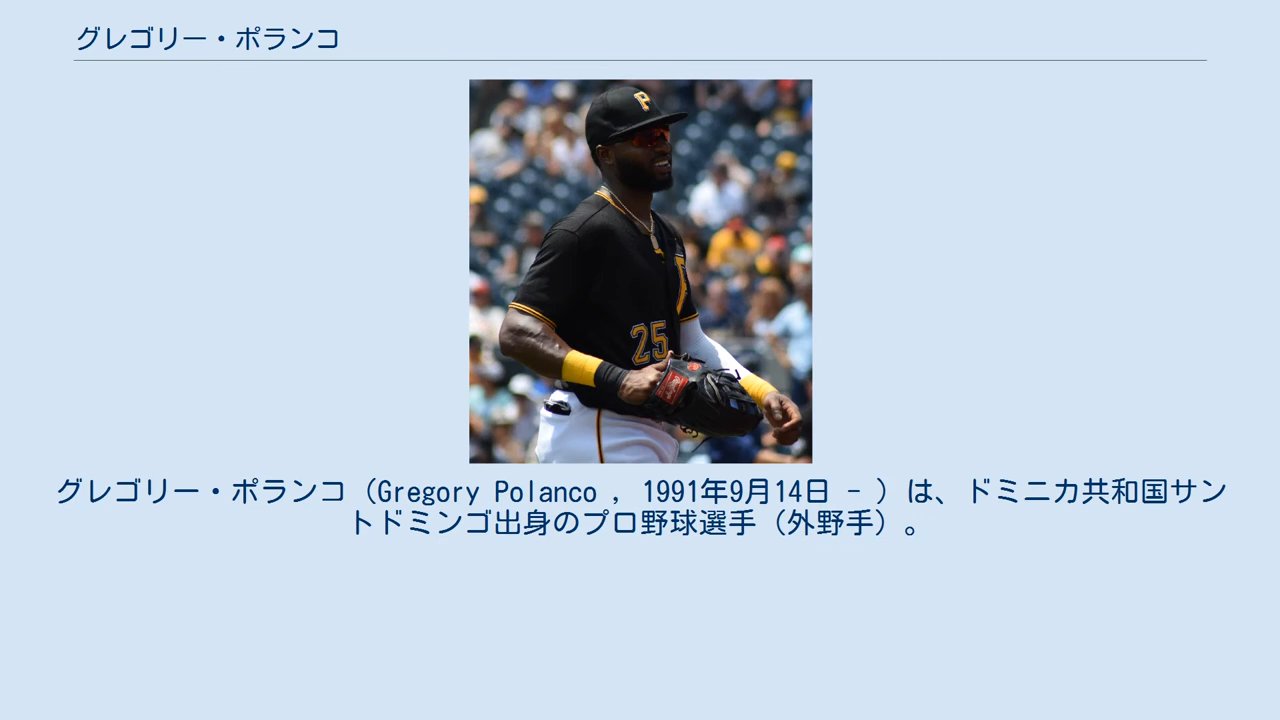 グレゴリー・ポランコ
P
25
グレゴリー・ポランコ（Gregory Polanco , 1991年9月14日 - ）は、ドミニカ共和国サン
トドミンゴ出身のプロ野球選手（外野手）。